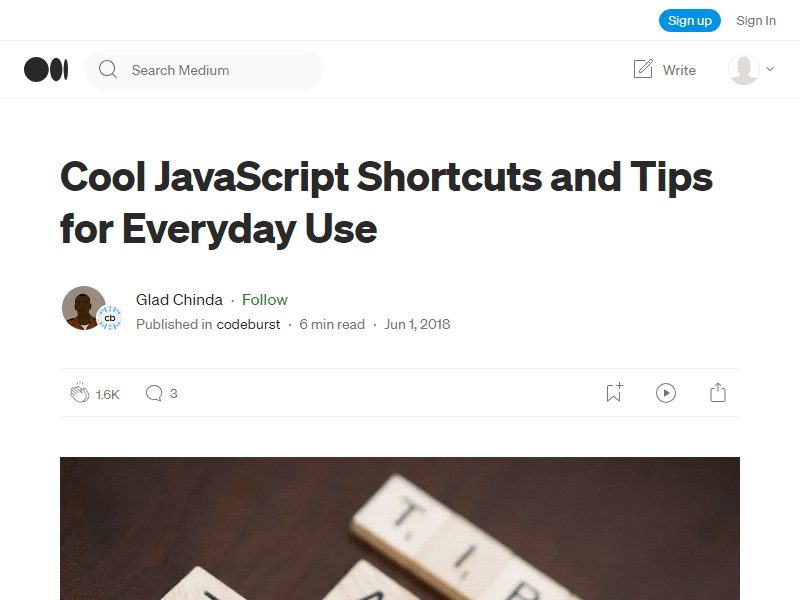 Sign up Sign In
Search Medium Write
Cool JavaScript Shortcuts and Tips
for Everyday Use
Glad Chinda · Follow
cb
Published in codeburst · 6 min read · Jun 1, 2018
1.6K 3
T
I
P